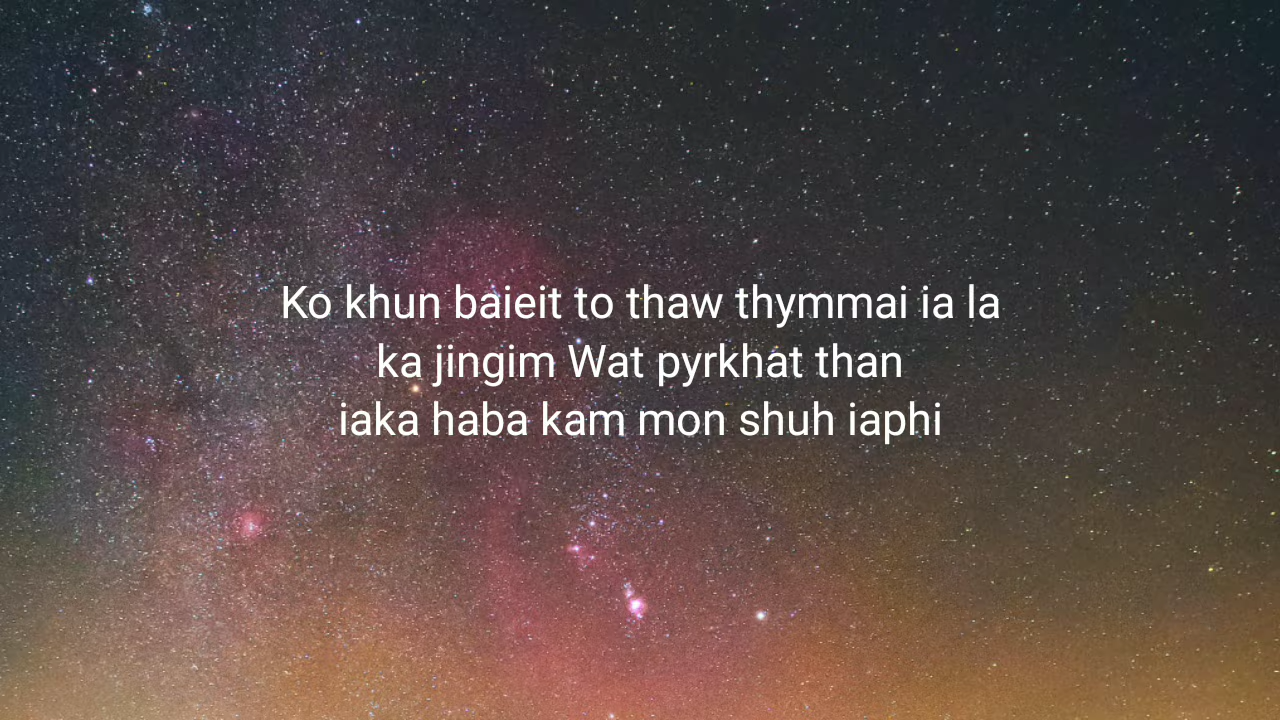 Ko khun baieit to thaw thymmai ia la
ka jingim Wat pyrkhat than
iaka haba kam mon shuh iaphi